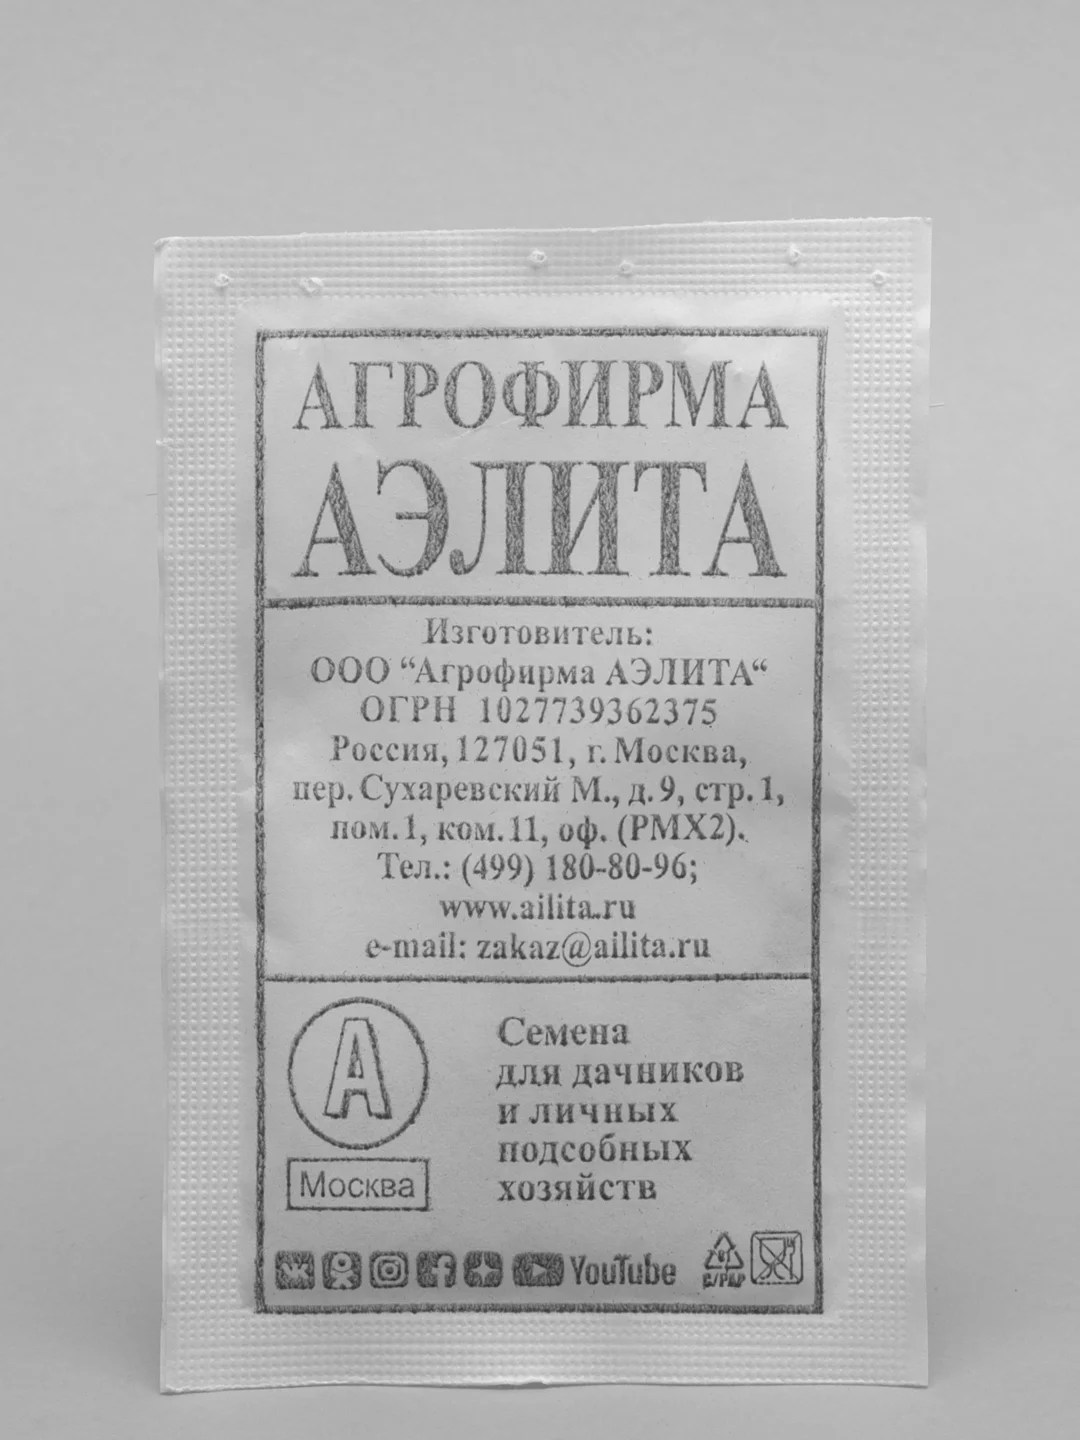 АГРОФИРМА
АЭЛИТА
Изготовитель:
ООО “Агрофирма АЭЛИТА“
ОГРН 1027739362375
Россия, 127051, г. Москва,
пер. Сухаревский М., д. 9, стр. 1,
пом. 1, ком. 11, оф. (РМХ2).
Тел.: (499) 180-80-96;
www.ailita.ru
e-mail: zakaz@ailita.ru
А
Москва
Семена
для дачников
и личных
подсобных
хозяйств
YouTube
C/PAP